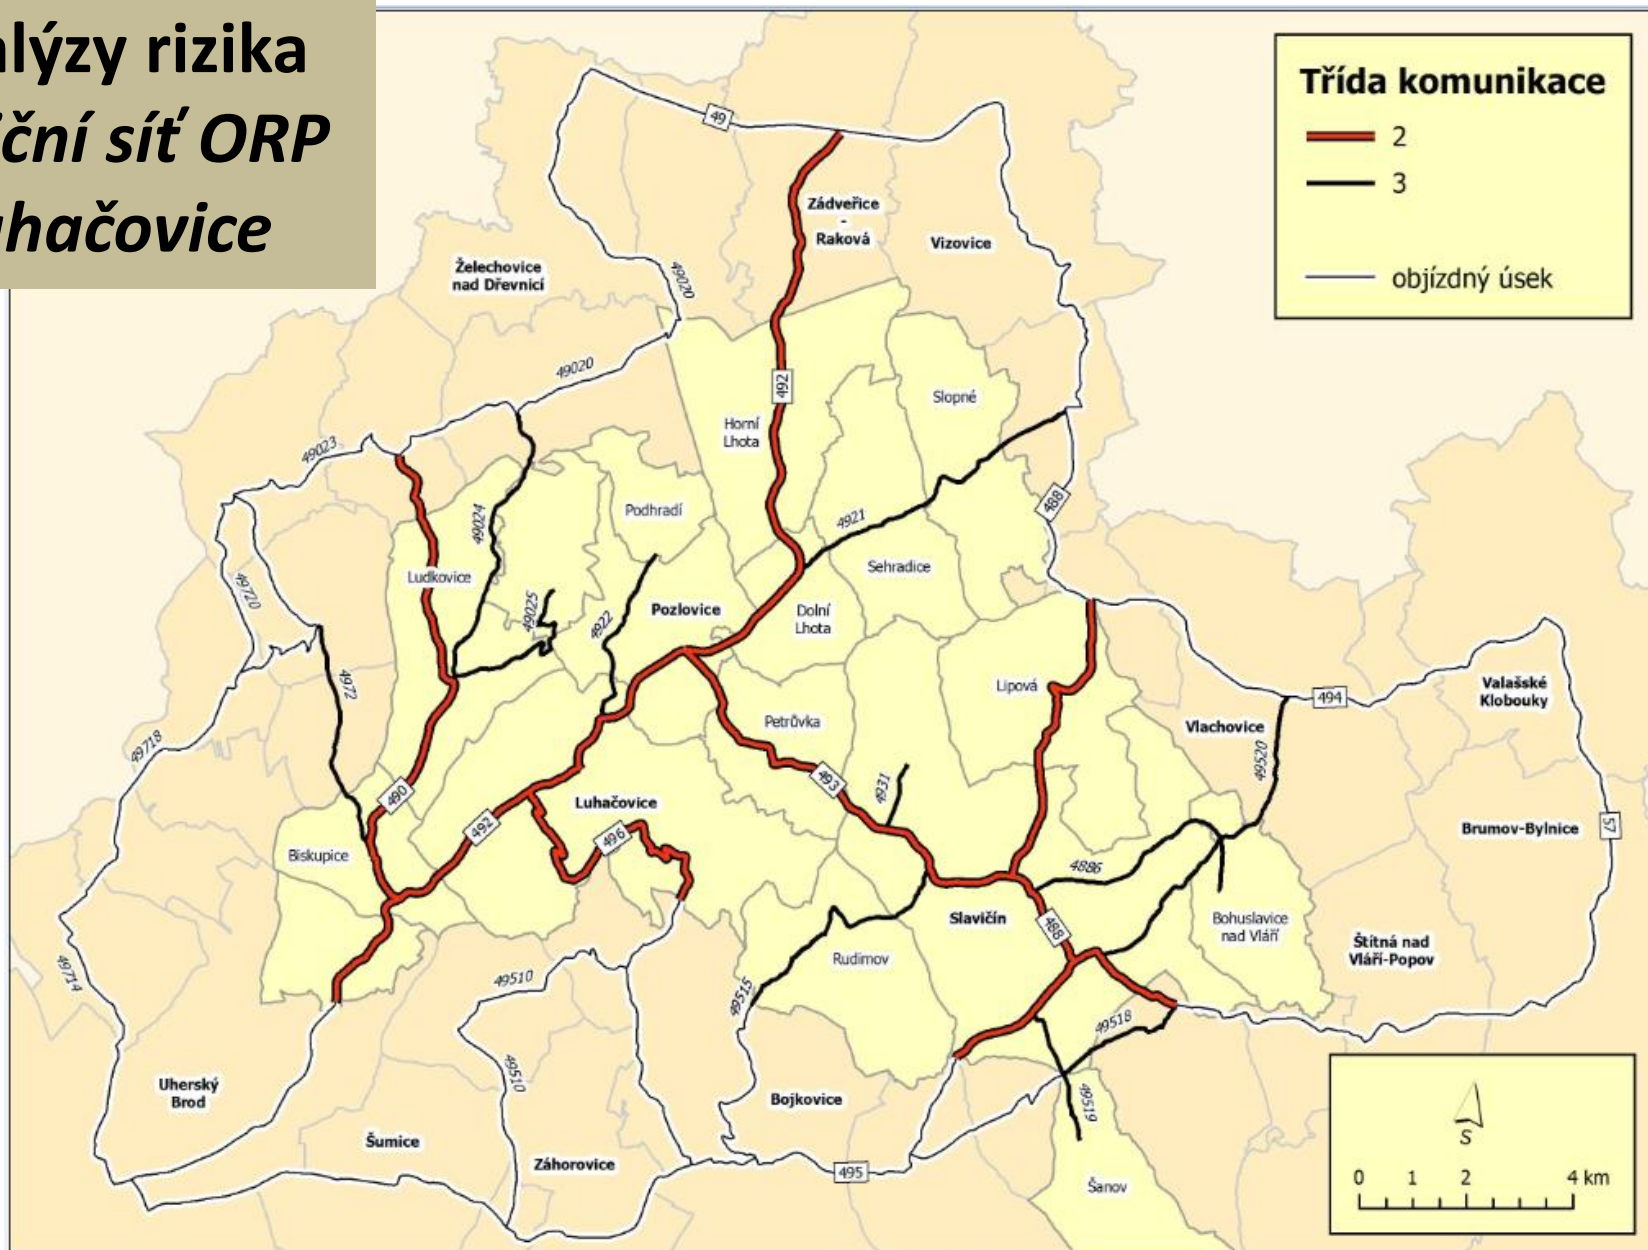 alýzy rizika
iční síť ORP
uhačovice
Třída komunikace
2
3
objízdný úsek
49
Zádveřice
-
Raková
Vizovice
Želechovice
nad Dřevnicí
49020
49020
492
Slopné
Horní
Lhota
49023
488
49024
Podhradí
4921
Ludkovice
Sehradice
49720
49025
4922
Pozlovice
Dolní
Lhota
4972
Lipová
Valašské
Klobouky
494
Petrůvka
Vlachovice
49718
49520
493
4931
490
Luhačovice
492
496
57
Brumov-Bylnice
Biskupice
4886
Slavičín
488
Bohuslavice
nad Vláří
Štítná nad
Vláří-Popov
Rudimov
49714
49510
49515
49518
49510
Uherský
Brod
Bojkovice
49519
Šumice
Záhorovice
495
Šanov
S
0 1 2 4 km